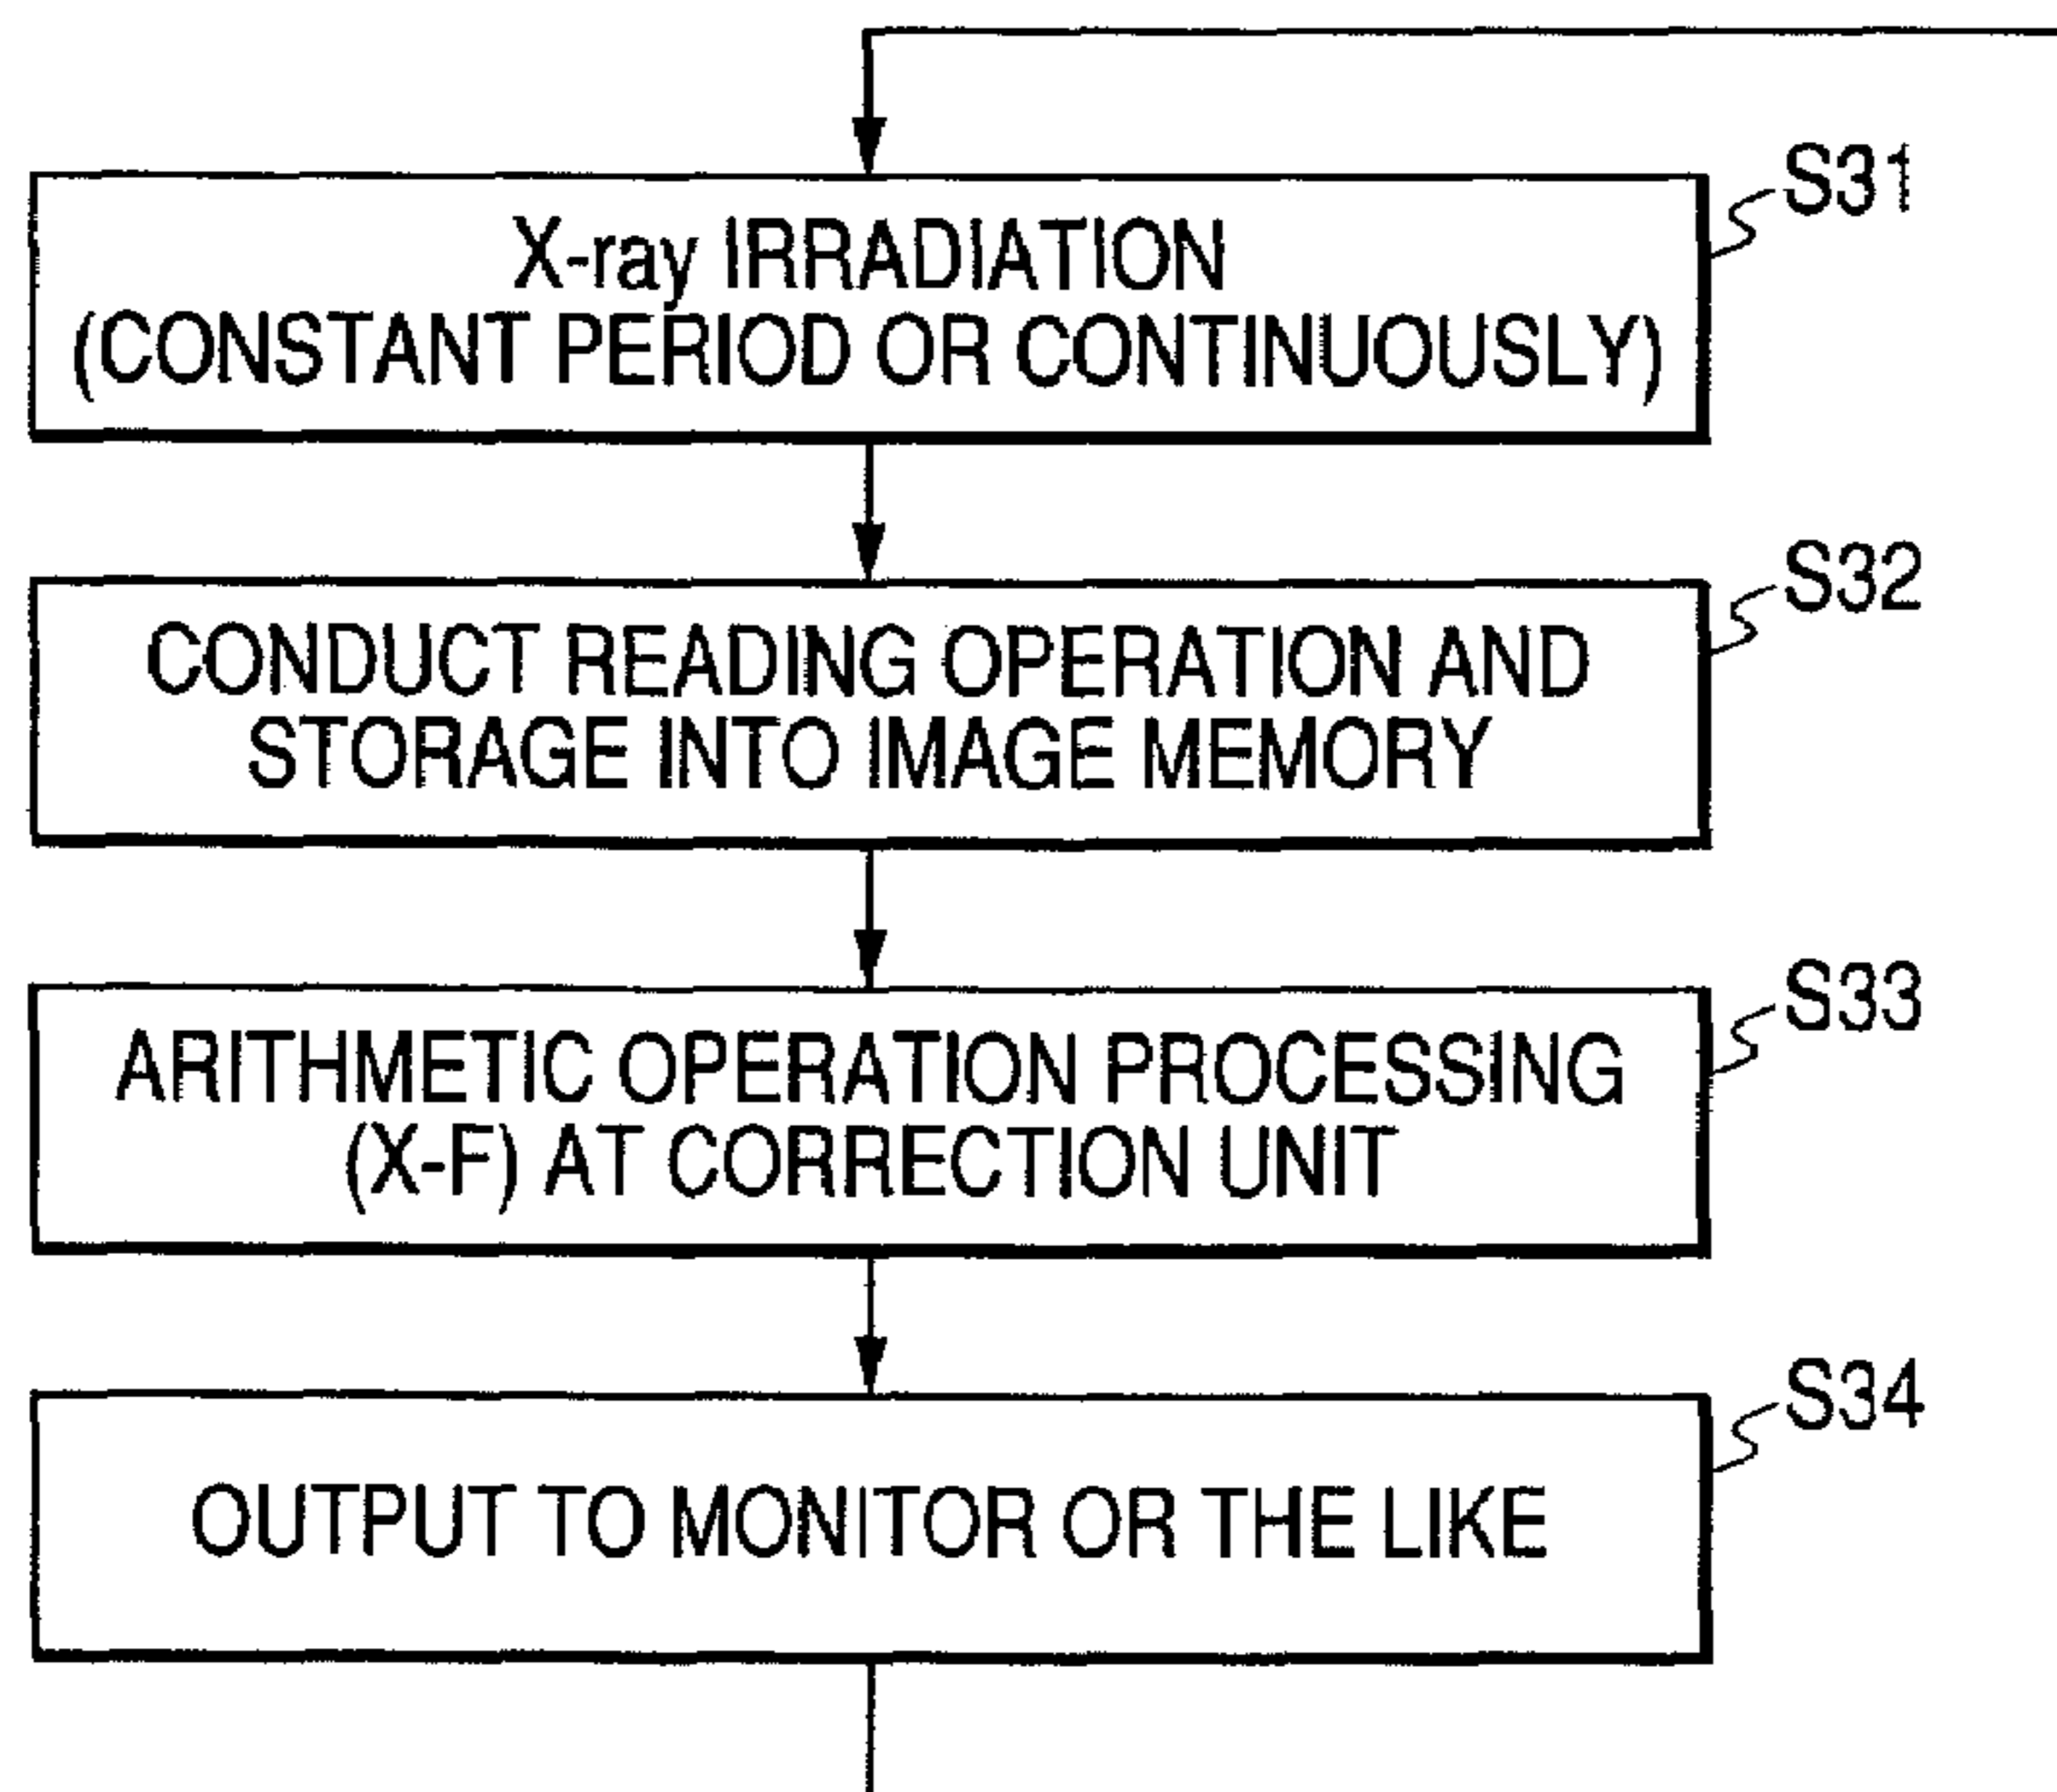 S31
X-ray IRRADIATION
(CONSTANT PERIOD OR CONTINUOUSLY)
S32
CONDUCT READING OPERATION AND
STORAGE INTO IMAGE MEMORY
S33
ARITHMETIC OPERATION PROCESSING
(X-F) AT CORRECTION UNIT
S34
OUTPUT TO MONITOR OR THE LIKE